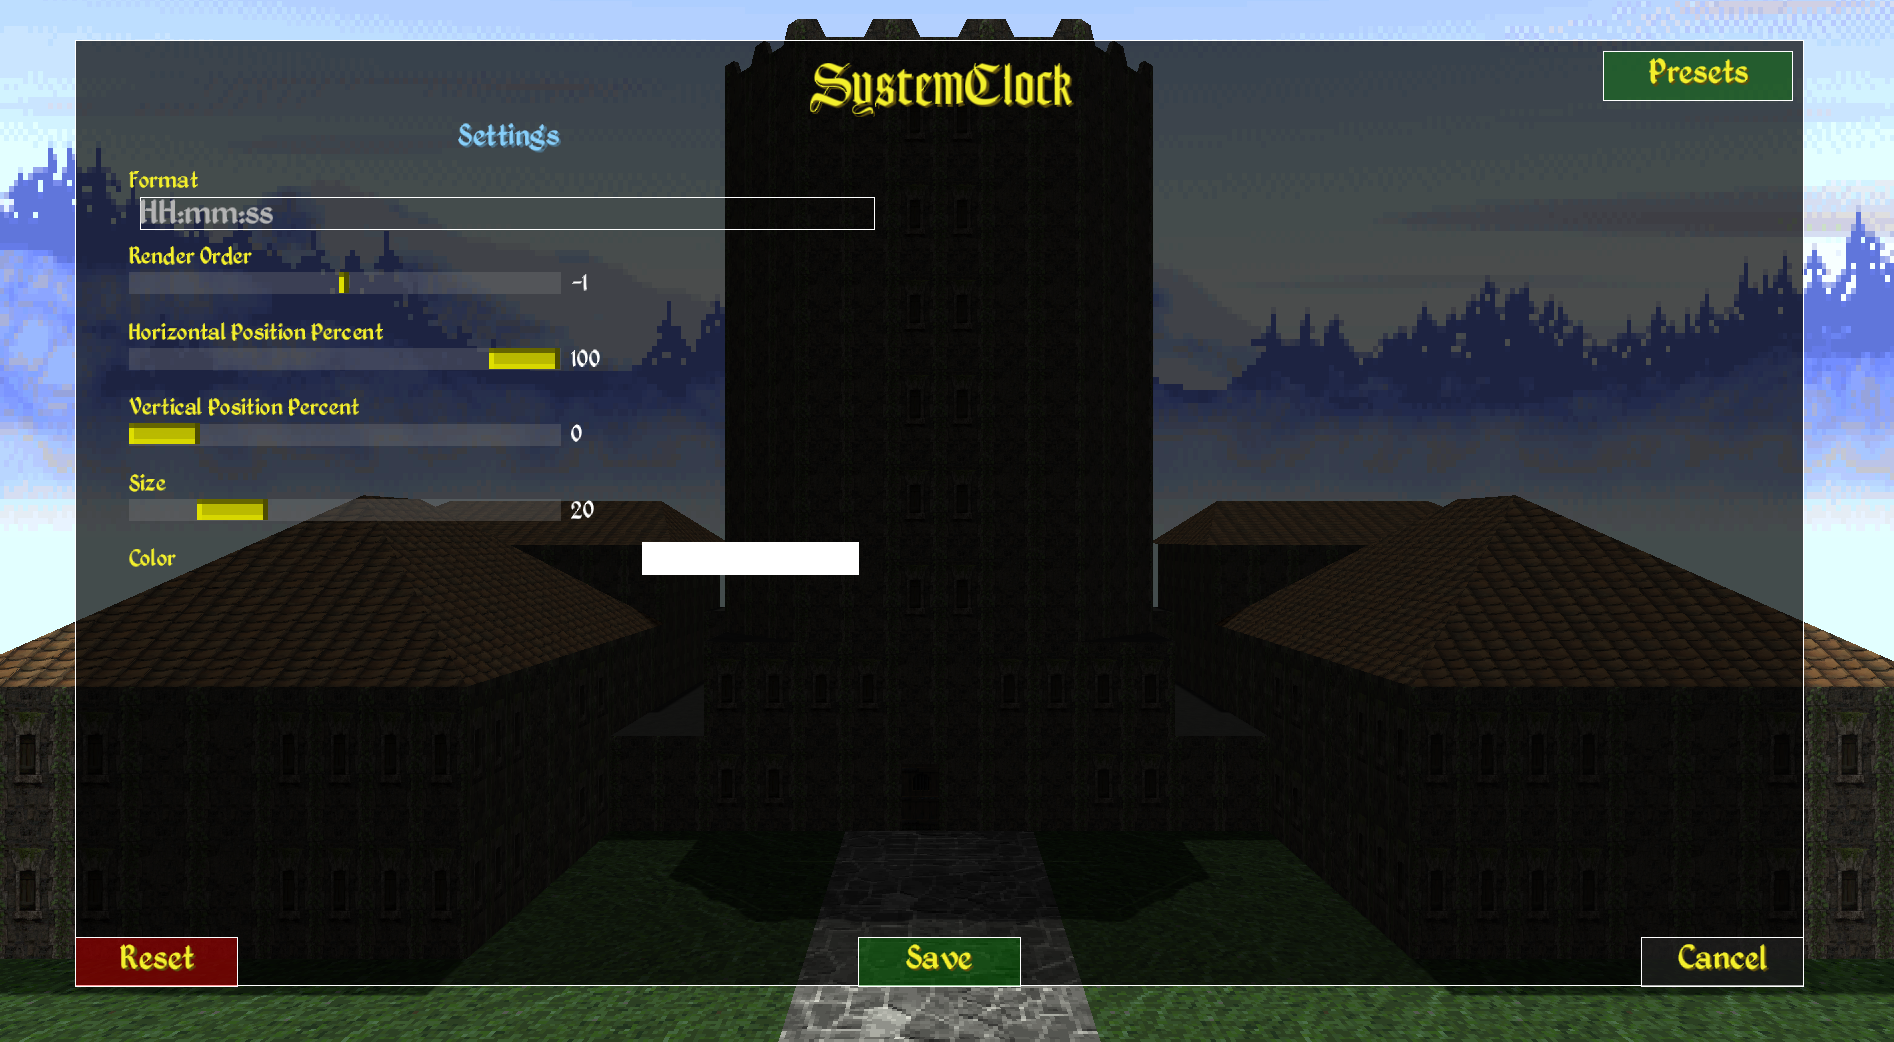 SystemClock
Presets
Settings
Format
HH:mm:ss
Render Order
-1
Horizontal Position Percent
100
Vertical Position Percent
0
Size
20
Color
Reset
Save
Cancel